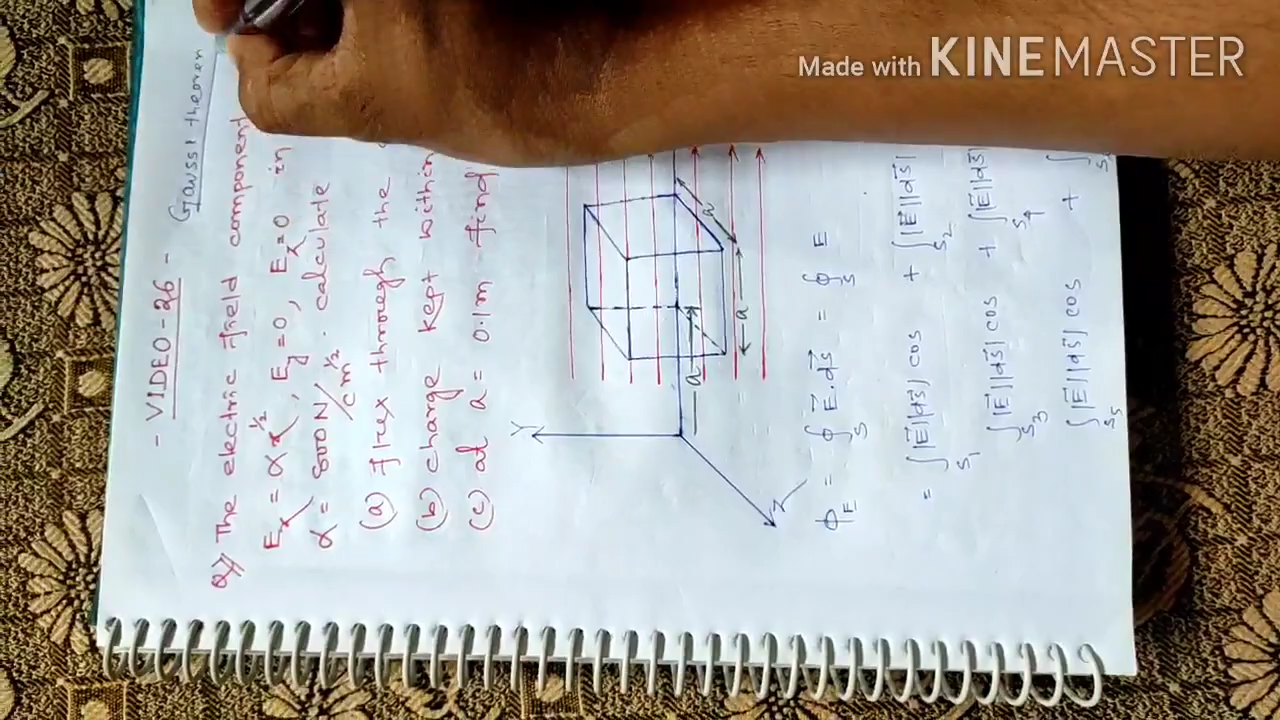 Made with KINEMASTER
- VIDEO-26 -
Gauss' theorem
Q) The electric field component
Eₓ = αx^1/2, Ey = 0, Ez = 0 in
α = 800 N/cm^1/2. calculate
(a) Flux through the
(b) charge kept within
(c) at a = 0.1m find
Y
a
a
a
Z
ϕ_E = ∮_S E⃗.ds⃗ = ∮_S E
= ∫_S₁ |E⃗||ds⃗| cos + ∫_S₂ |E⃗||ds⃗|
∫_S₃ |E⃗||ds⃗| cos + ∫_S₄ |E⃗||ds⃗|
∫_S₅ |E⃗||ds⃗| cos + ∫